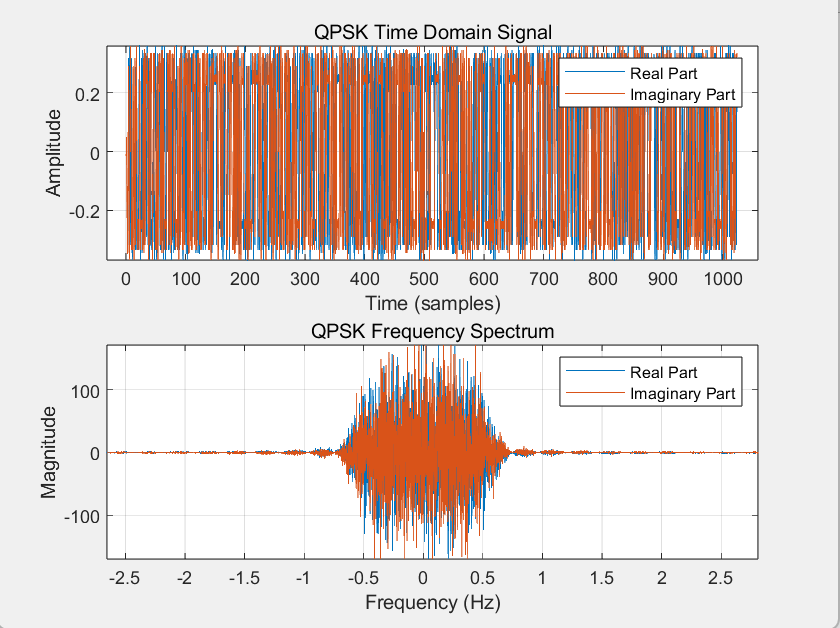 QPSK Time Domain Signal
0.2
0
-0.2
Amplitude
Real Part
Imaginary Part
0 100 200 300 400 500 600 700 800 900 1000
Time (samples)
QPSK Frequency Spectrum
100
0
-100
Magnitude
Real Part
Imaginary Part
-2.5 -2 -1.5 -1 -0.5 0 0.5 1 1.5 2 2.5
Frequency (Hz)